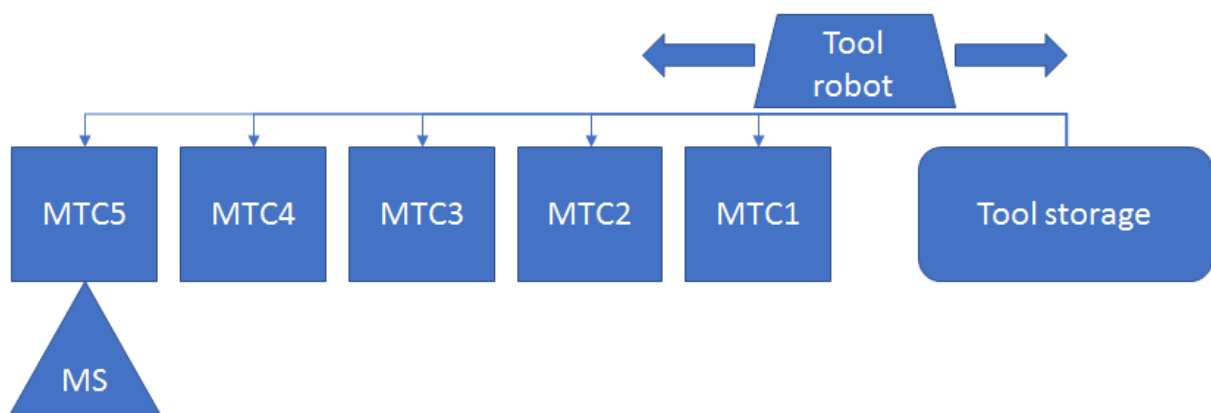 Tool
robot
MTC5
MTC4
MTC3
MTC2
MTC1
Tool storage
MS